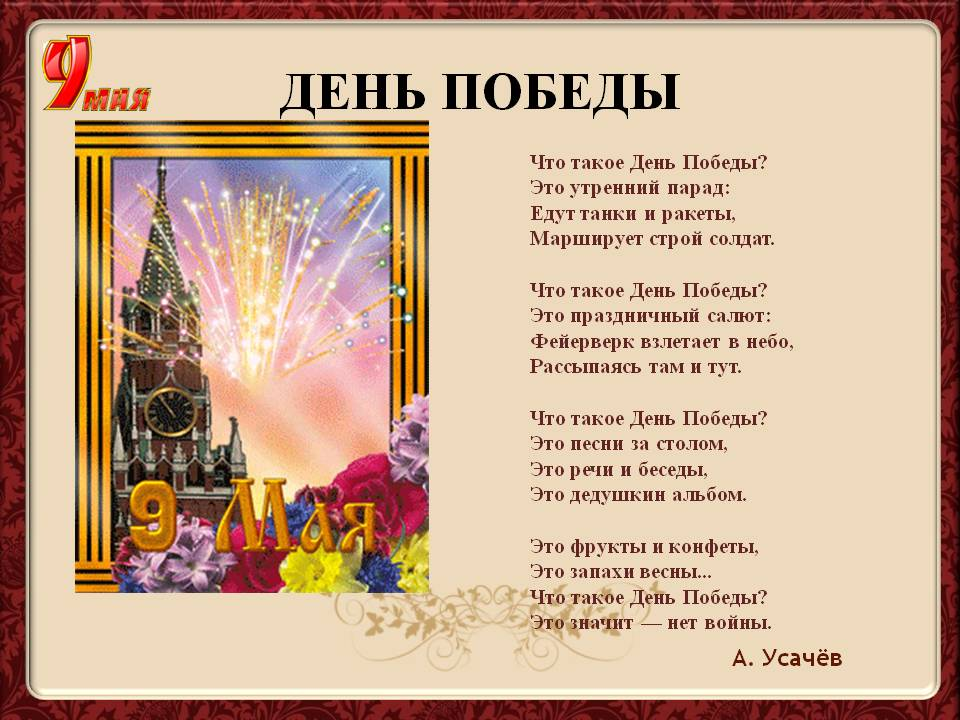 9 мая
ДЕНЬ ПОБЕДЫ
9 Мая
Что такое День Победы?
Это утренний парад:
Едут танки и ракеты,
Марширует строй солдат.
Что такое День Победы?
Это праздничный салют:
Фейерверк взлетает в небо,
Рассыпаясь там и тут.
Что такое День Победы?
Это песни за столом,
Это речи и беседы,
Это дедушкин альбом.
Это фрукты и конфеты,
Это запахи весны...
Что такое День Победы?
Это значит — нет войны.
А. Усачёв